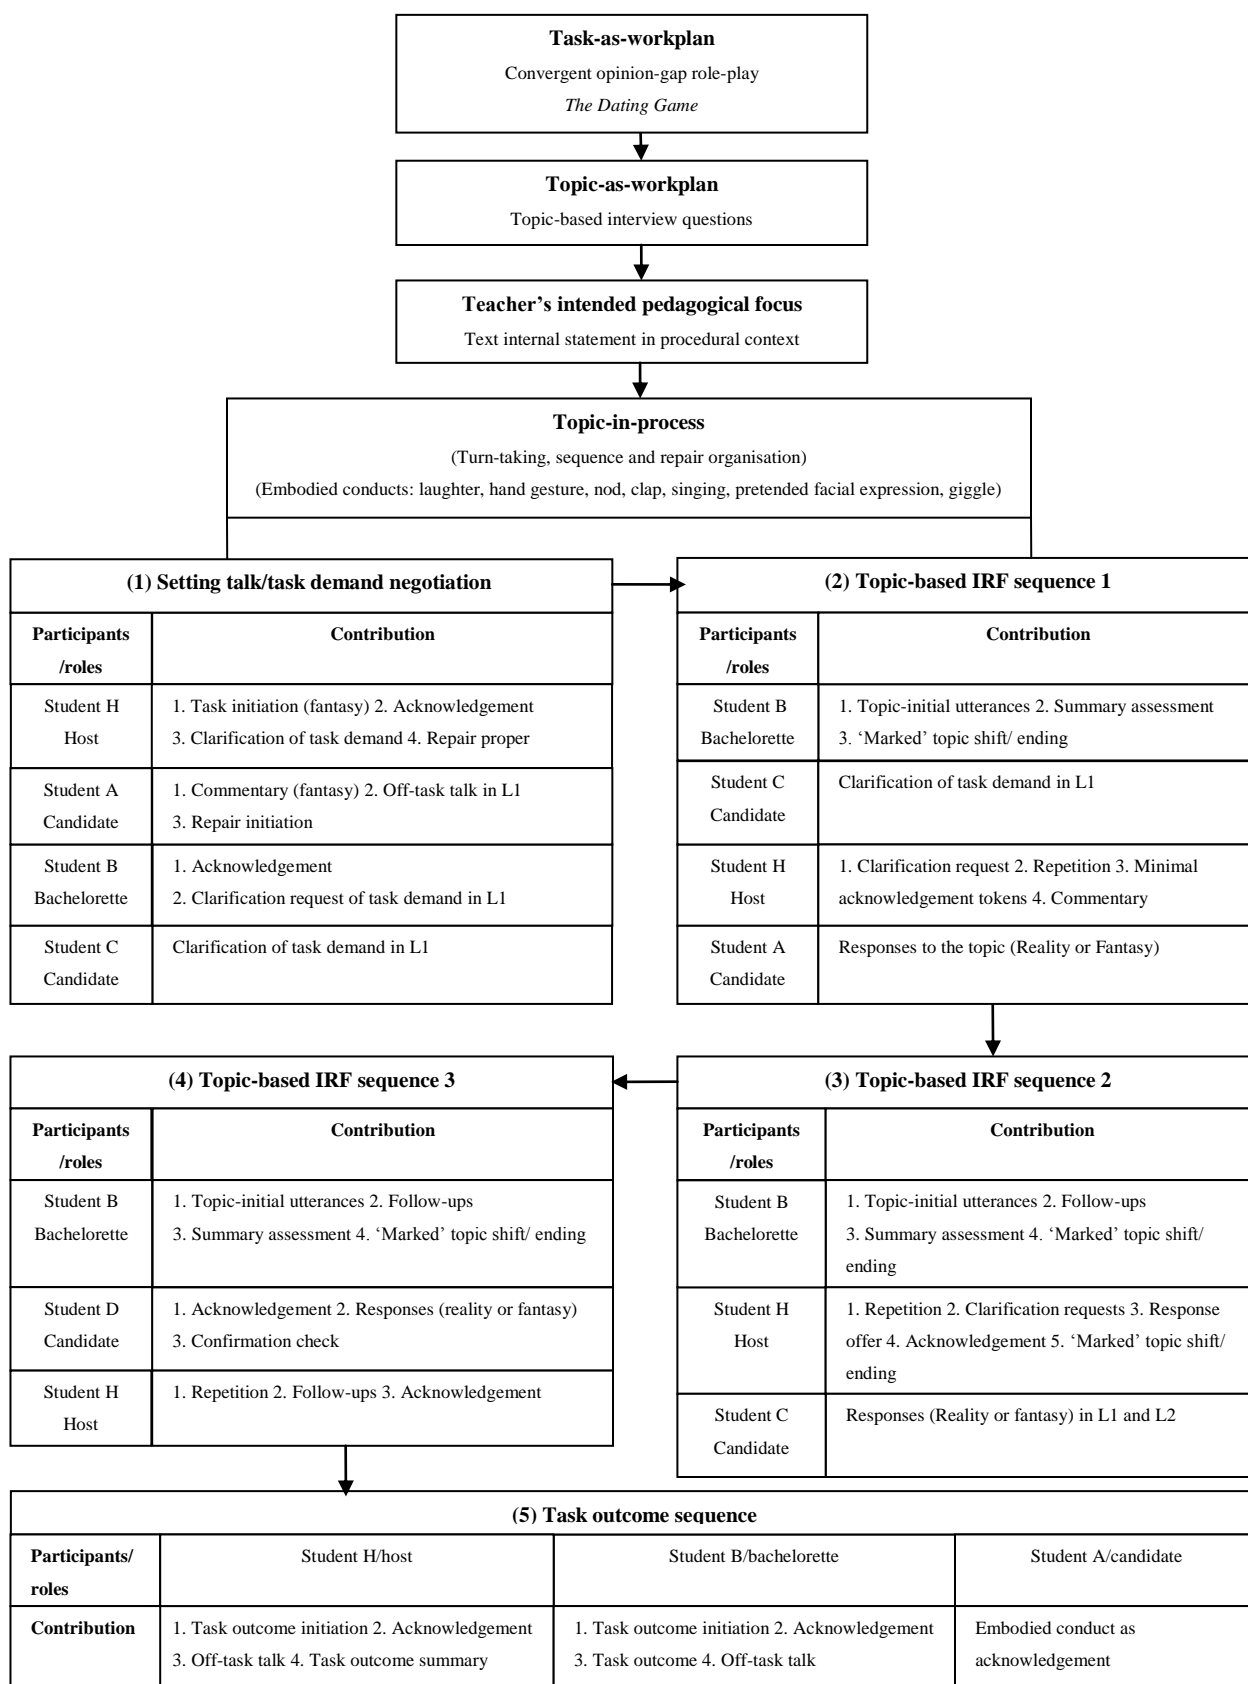 Task-as-workplan
Convergent opinion-gap role-play
The Dating Game
Topic-as-workplan
Topic-based interview questions
Teacher's intended pedagogical focus
Text internal statement in procedural context
Topic-in-process
(Turn-taking, sequence and repair organisation)
(Embodied conducts: laughter, hand gesture, nod, clap, singing, pretended facial expression, giggle)
(1) Setting talk/task demand negotiation
Participants
/roles
Contribution
Student H
Host
1. Task initiation (fantasy) 2. Acknowledgement
3. Clarification of task demand 4. Repair proper
Student A
Candidate
1. Commentary (fantasy) 2. Off-task talk in L1
3. Repair initiation
Student B
Bachelorette
1. Acknowledgement
2. Clarification request of task demand in L1
Student C
Candidate
Clarification of task demand in L1
(2) Topic-based IRF sequence 1
Participants
/roles
Contribution
Student B
Bachelorette
1. Topic-initial utterances 2. Summary assessment
3. ‘Marked’ topic shift/ ending
Student C
Candidate
Clarification of task demand in L1
Student H
Host
1. Clarification request 2. Repetition 3. Minimal
acknowledgement tokens 4. Commentary
Student A
Candidate
Responses to the topic (Reality or Fantasy)
(4) Topic-based IRF sequence 3
Participants
/roles
Contribution
Student B
Bachelorette
1. Topic-initial utterances 2. Follow-ups
3. Summary assessment 4. ‘Marked’ topic shift/ ending
Student D
Candidate
1. Acknowledgement 2. Responses (reality or fantasy)
3. Confirmation check
Student H
Host
1. Repetition 2. Follow-ups 3. Acknowledgement
(3) Topic-based IRF sequence 2
Participants
/roles
Contribution
Student B
Bachelorette
1. Topic-initial utterances 2. Follow-ups
3. Summary assessment 4. ‘Marked’ topic shift/
ending
Student H
Host
1. Repetition 2. Clarification requests 3. Response
offer 4. Acknowledgement 5. ‘Marked’ topic shift/
ending
Student C
Candidate
Responses (Reality or fantasy) in L1 and L2
(5) Task outcome sequence
Participants/
roles
Student H/host
Student B/bachelorette
Student A/candidate
Contribution
1. Task outcome initiation 2. Acknowledgement
3. Off-task talk 4. Task outcome summary
1. Task outcome initiation 2. Acknowledgement
3. Task outcome 4. Off-task talk
Embodied conduct as
acknowledgement